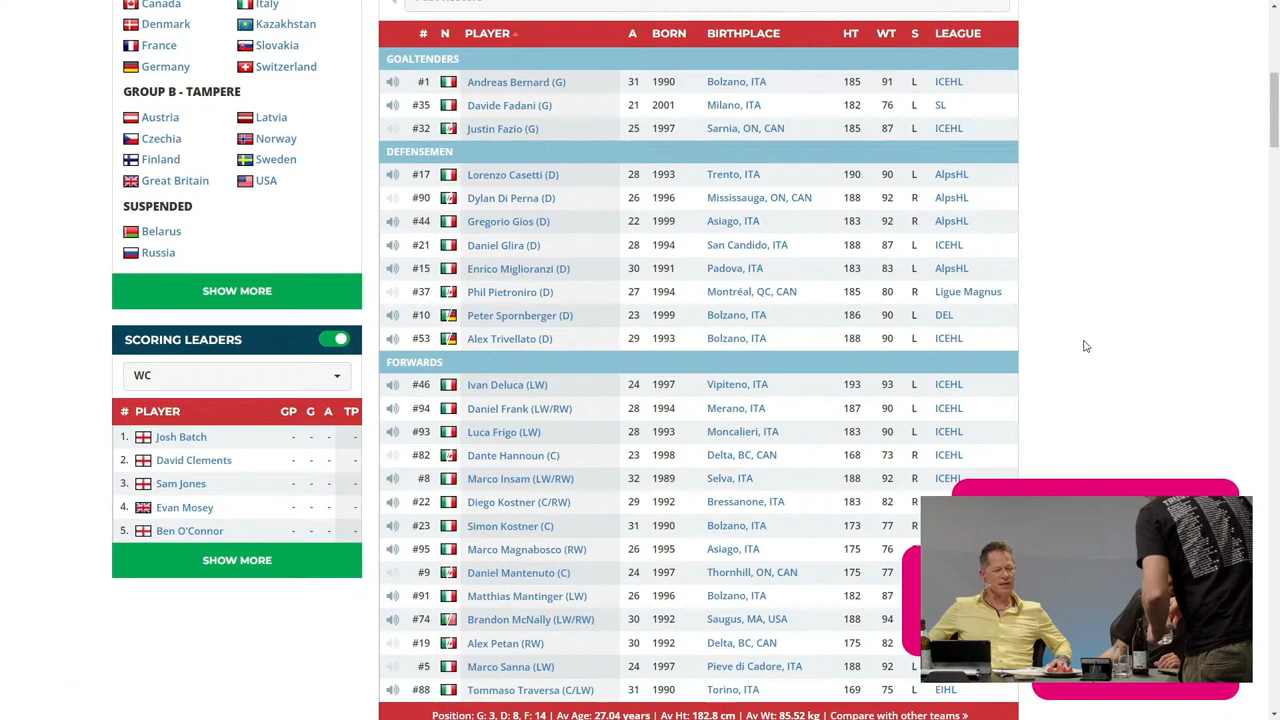 Canada Italy
Denmark Kazakhstan
France Slovakia
Germany Switzerland
GROUP B - TAMPERE
Austria Latvia
Czechia Norway
Finland Sweden
Great Britain USA
SUSPENDED
Belarus
Russia
SHOW MORE
SCORING LEADERS
WC
# PLAYER GP G A TP
1. Josh Batch - - - -
2. David Clements - - - -
3. Sam Jones - - - -
4. Evan Mosey - - - -
5. Ben O'Connor - - - -
SHOW MORE
# N PLAYER A BORN BIRTHPLACE HT WT S LEAGUE
GOALTENDERS
#1 Andreas Bernard (G) 31 1990 Bolzano, ITA 185 91 L ICEHL
#35 Davide Fadani (G) 21 2001 Milano, ITA 182 76 L SL
#32 Justin Fazio (G) 25 1997 Sarnia, ON, CAN 185 87 L ICEHL
DEFENSEMEN
#17 Lorenzo Casetti (D) 28 1993 Trento, ITA 190 90 L AlpsHL
#90 Dylan Di Perna (D) 26 1996 Mississauga, ON, CAN 188 92 R AlpsHL
#44 Gregorio Gios (D) 22 1999 Asiago, ITA 183 92 R AlpsHL
#21 Daniel Glira (D) 28 1994 San Candido, ITA 188 87 L ICEHL
#15 Enrico Miglioranzi (D) 30 1991 Padova, ITA 183 83 L AlpsHL
#37 Phil Pietroniro (D) 27 1994 Montréal, QC, CAN 185 80 R Ligue Magnus
#10 Peter Spornberger (D) 23 1999 Bolzano, ITA 186 90 L DEL
#53 Alex Trivellato (D) 29 1993 Bolzano, ITA 188 90 L ICEHL
FORWARDS
#46 Ivan Deluca (LW) 24 1997 Vipiteno, ITA 193 93 L ICEHL
#94 Daniel Frank (LW/RW) 28 1994 Merano, ITA 187 90 L ICEHL
#93 Luca Frigo (LW) 28 1993 Moncalieri, ITA 183 90 L ICEHL
#82 Dante Hannoun (C) 23 1998 Delta, BC, CAN 168 73 R ICEHL
#8 Marco Insam (LW/RW) 32 1989 Selva, ITA 188 92 R ICEHL
#22 Diego Kostner (C/RW) 29 1992 Bressanone, ITA 183 82 R
#23 Simon Kostner (C) 31 1990 Bolzano, ITA 173 77 R
#95 Marco Magnabosco (RW) 26 1995 Asiago, ITA 175 76
#9 Daniel Mantenuto (C) 24 1997 Thornhill, ON, CAN 175 77
#91 Matthias Mantinger (LW) 26 1996 Bolzano, ITA 182 87
#74 Brandon McNally (LW/RW) 30 1992 Saugus, MA, USA 188 94
#19 Alex Petan (RW) 30 1992 Delta, BC, CAN 175 82
#5 Marco Sanna (LW) 24 1997 Pieve di Cadore, ITA 188 92 L
#88 Tommaso Traversa (C/LW) 31 1990 Torino, ITA 169 75 L EIHL
Position: G: 3, D: 8, F: 14 | Av Age: 27.04 years | Av Ht: 182.8 cm | Av Wt: 85.52 kg | Compare with other teams »